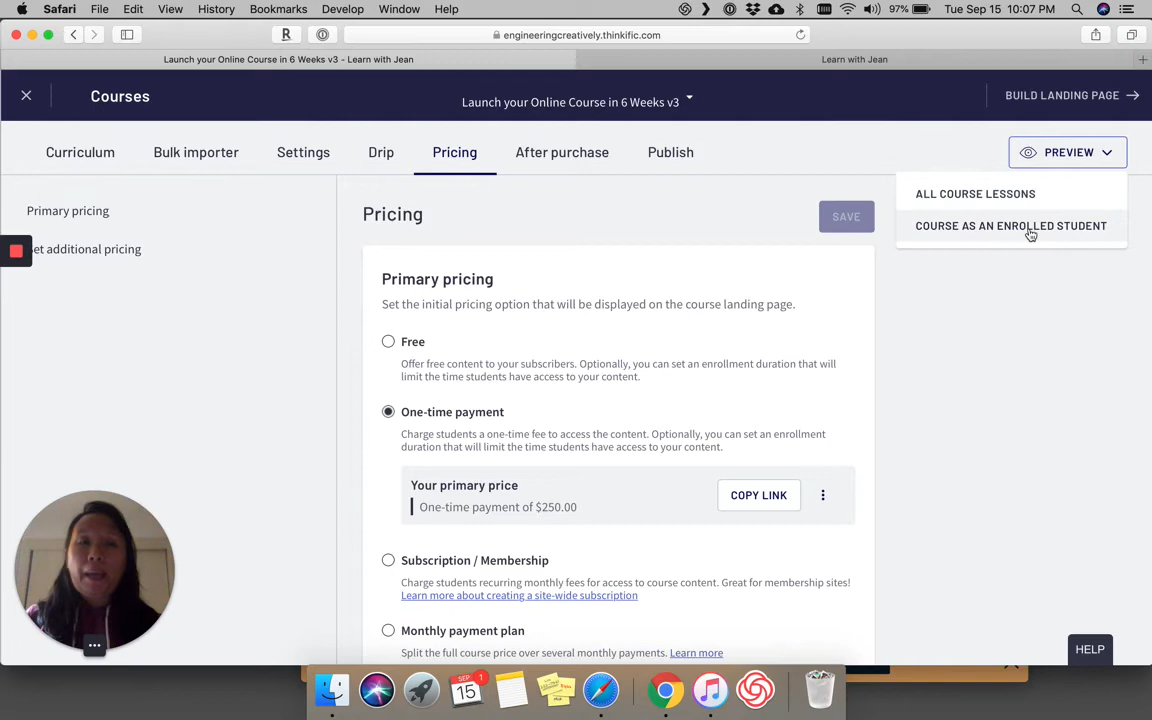 Safari File Edit View History Bookmarks Develop Window Help 97% Tue Sep 15 10:07 PM
engineeringcreatively.thinkific.com
Launch your Online Course in 6 Weeks v3 - Learn with Jean
Learn with Jean
Courses
Launch your Online Course in 6 Weeks v3
BUILD LANDING PAGE
Curriculum Bulk importer Settings Drip Pricing After purchase Publish PREVIEW
ALL COURSE LESSONS
COURSE AS AN ENROLLED STUDENT
Primary pricing
et additional pricing
Pricing
SAVE
Primary pricing
Set the initial pricing option that will be displayed on the course landing page.
Free
Offer free content to your subscribers. Optionally, you can set an enrollment duration that will
limit the time students have access to your content.
One-time payment
Charge students a one-time fee to access the content. Optionally, you can set an enrollment
duration that will limit the time students have access to your content.
Your primary price
One-time payment of $250.00
COPY LINK
Subscription / Membership
Charge students recurring monthly fees for access to course content. Great for membership sites!
Learn more about creating a site-wide subscription
Monthly payment plan
Split the full course price over several monthly payments. Learn more
HELP
SEP
15
1